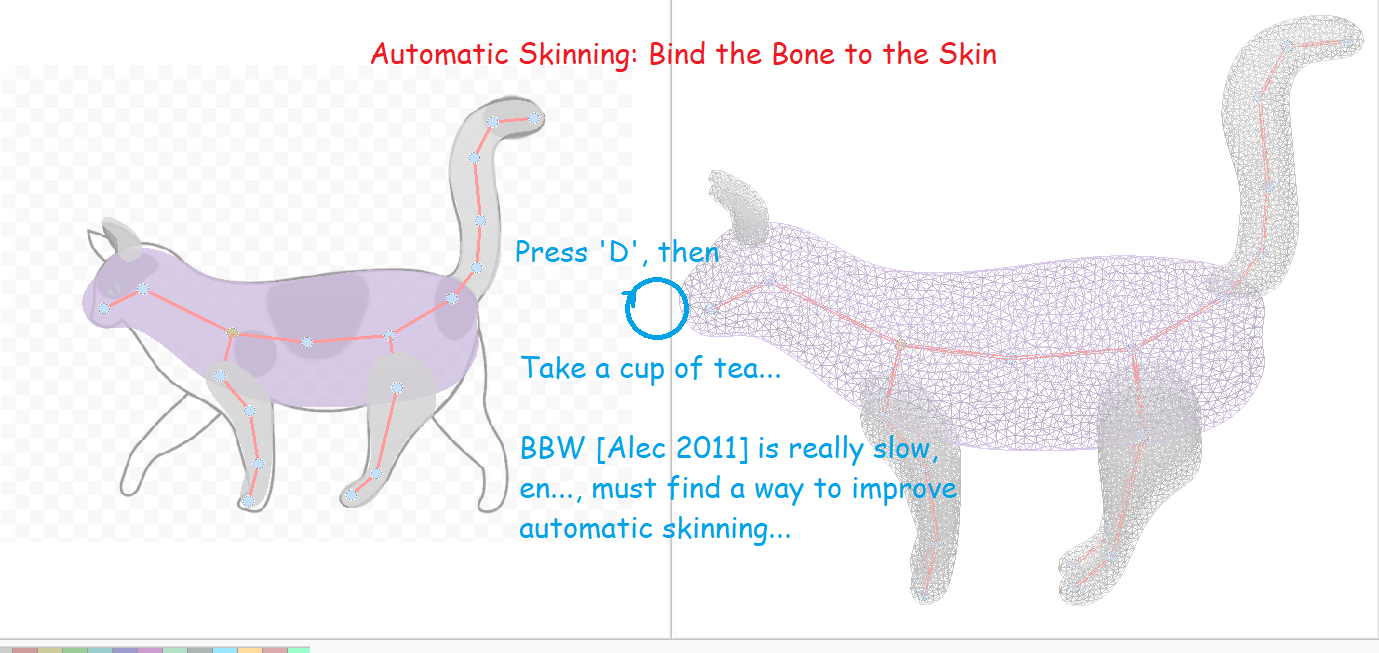 Automatic Skinning: Bind the Bone to the Skin
Press 'D', then
Take a cup of tea...
BBW [Alec 2011] is really slow,
en..., must find a way to improve
automatic skinning...